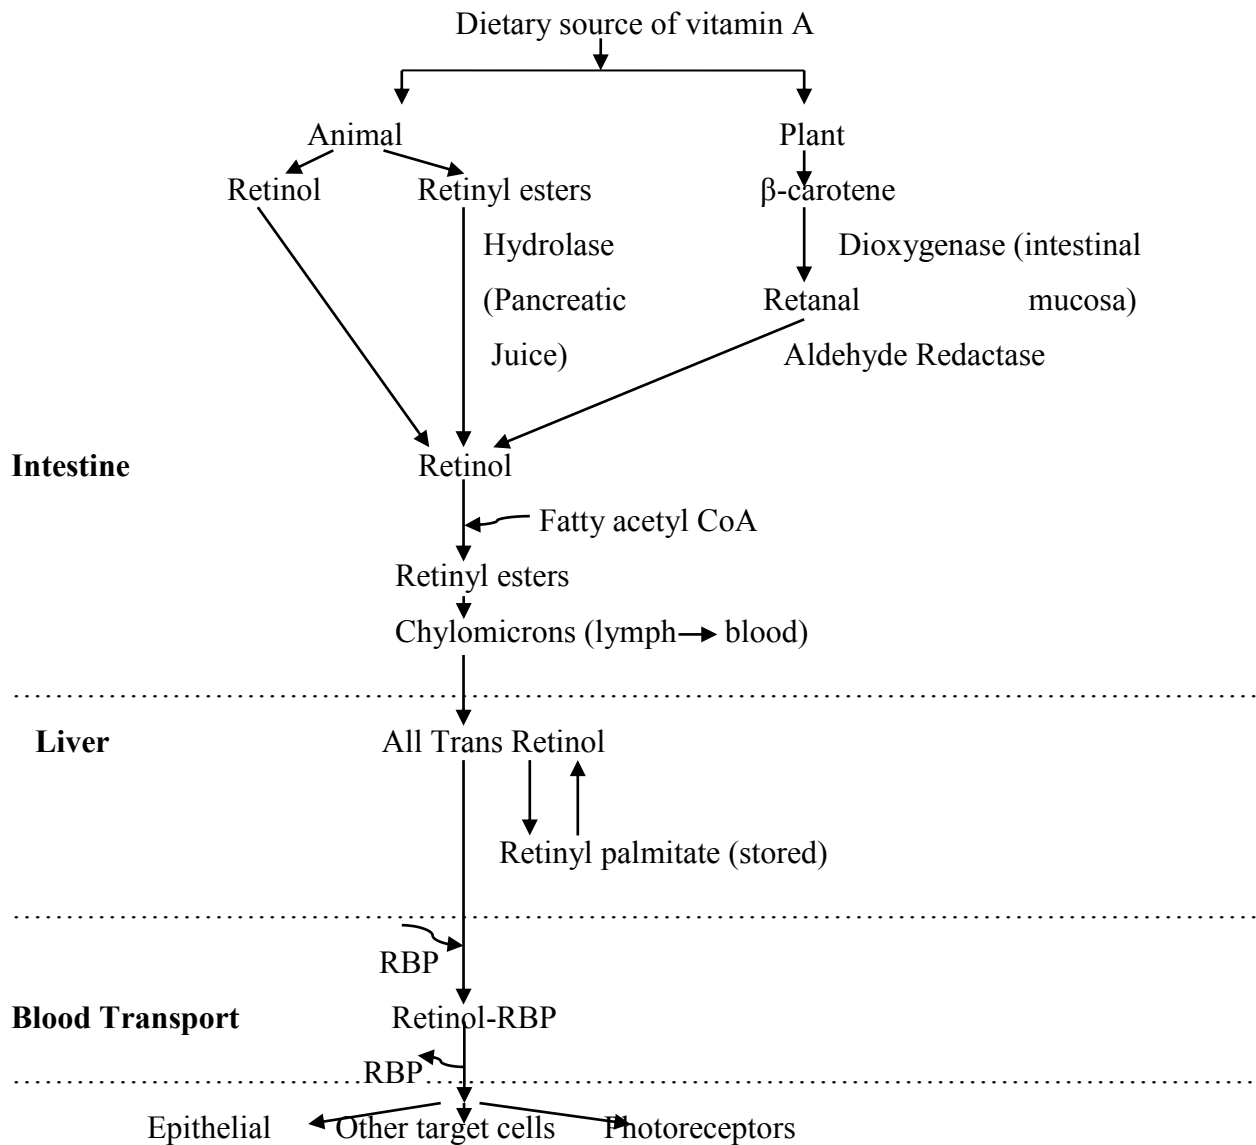 Dietary source of vitamin A
Animal Plant
Retinol Retinyl esters β-carotene
Hydrolase Dioxygenase (intestinal
(Pancreatic Retanal mucosa)
Juice) Aldehyde Redactase
Intestine Retinol
Fatty acetyl CoA
Retinyl esters
Chylomicrons (lymph blood)
Liver All Trans Retinol
Retinyl palmitate (stored)
RBP
Blood Transport Retinol-RBP
RBP
Epithelial Other target cells Photoreceptors